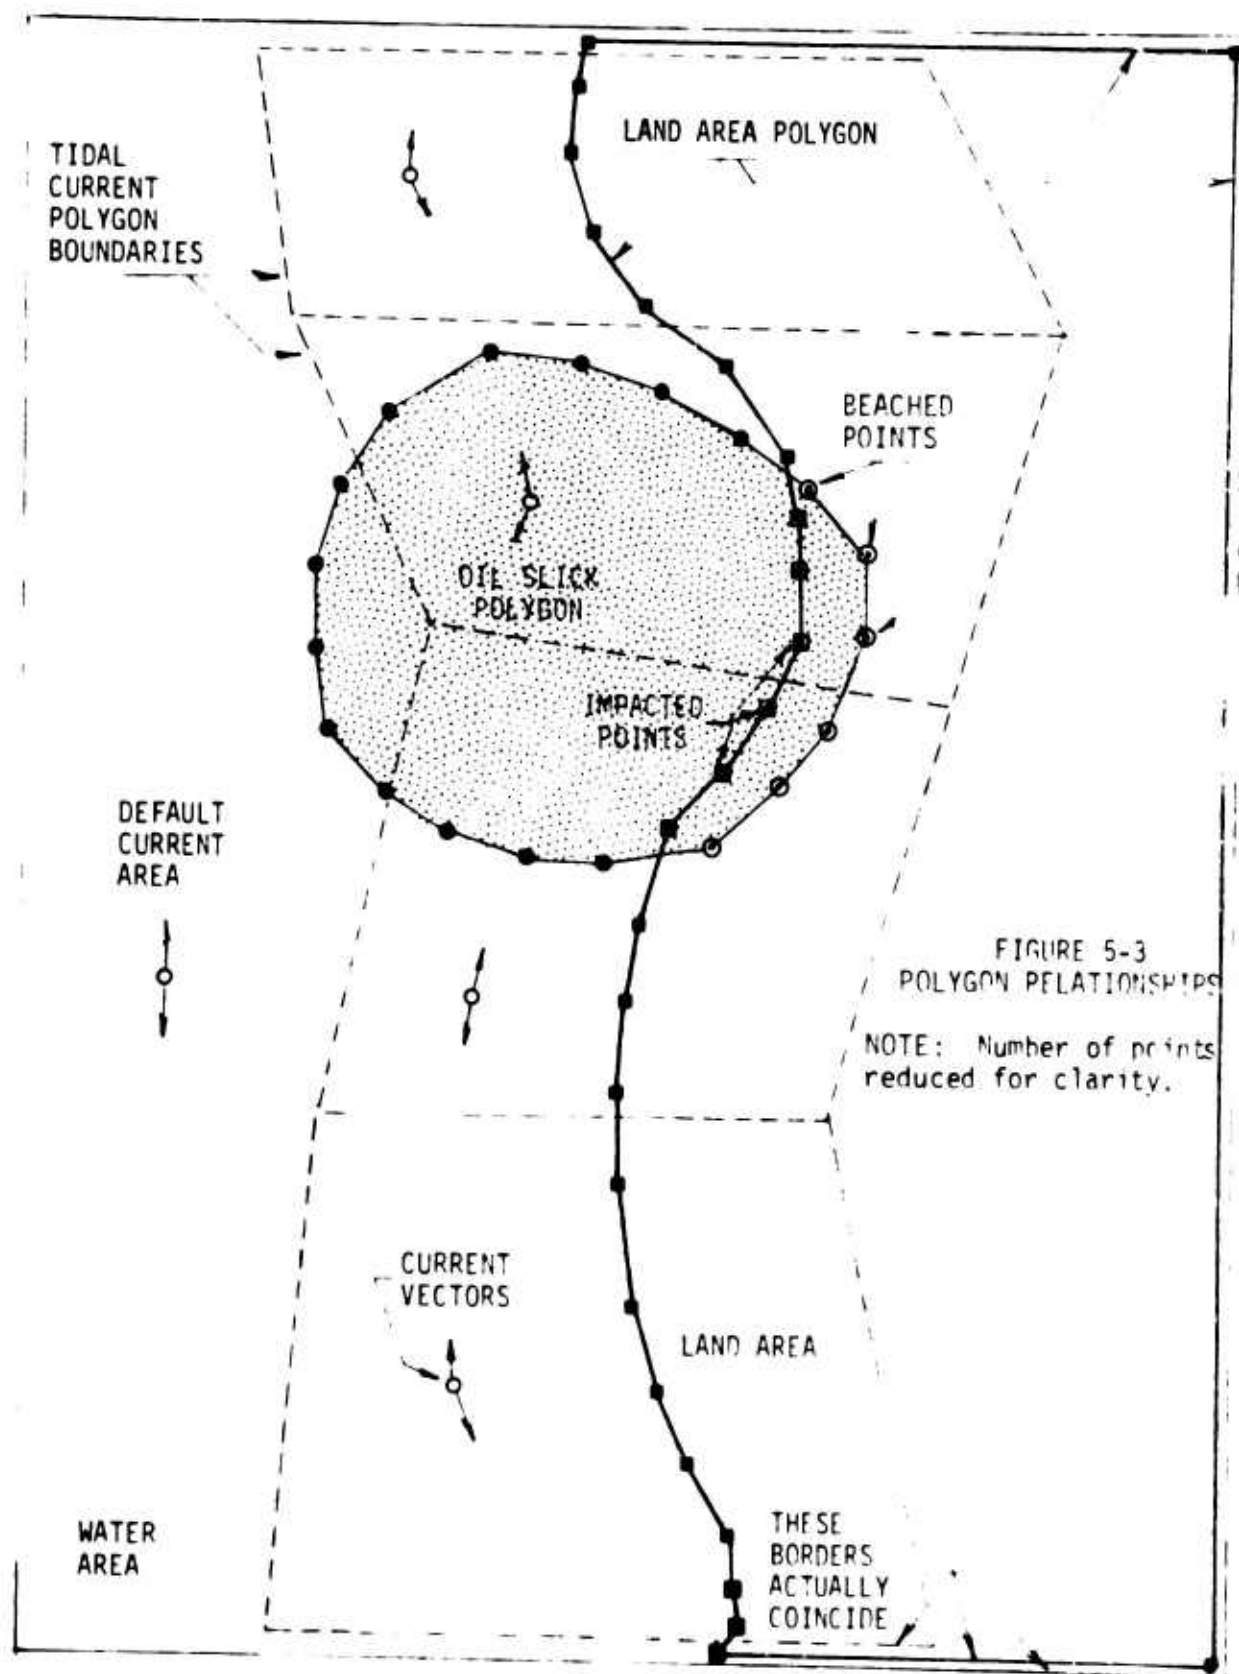 LAND AREA POLYGON
TIDAL
CURRENT
POLYGON
BOUNDARIES
BEACHED
POINTS
OIL SLICK
POLYGON
IMPACTED
POINTS
DEFAULT
CURRENT
AREA
FIGURE 5-3
POLYGON RELATIONSHIPS
NOTE: Number of points
reduced for clarity.
CURRENT
VECTORS
LAND AREA
WATER
AREA
THESE
BORDERS
ACTUALLY
COINCIDE